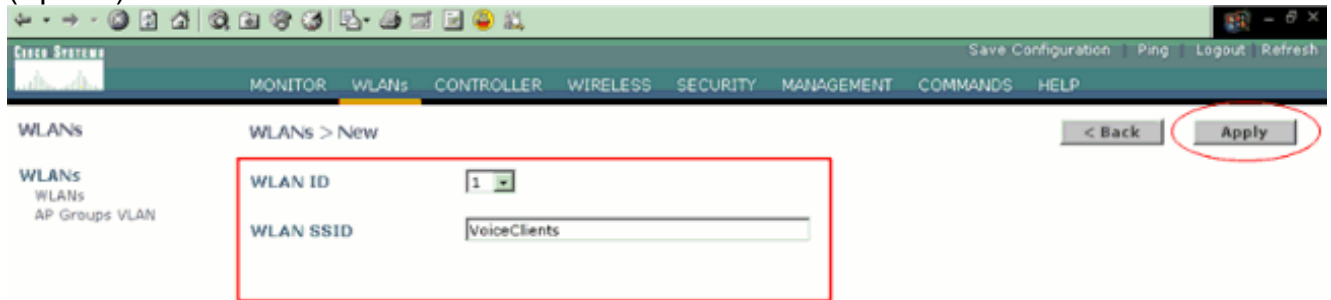 Cisco Systems
Save Configuration | Ping | Logout | Refresh
MONITOR WLANs CONTROLLER WIRELESS SECURITY MANAGEMENT COMMANDS HELP
WLANs
WLANs > New
< Back
Apply
WLANs
WLANs
AP Groups VLAN
WLAN ID
1
WLAN SSID
VoiceClients